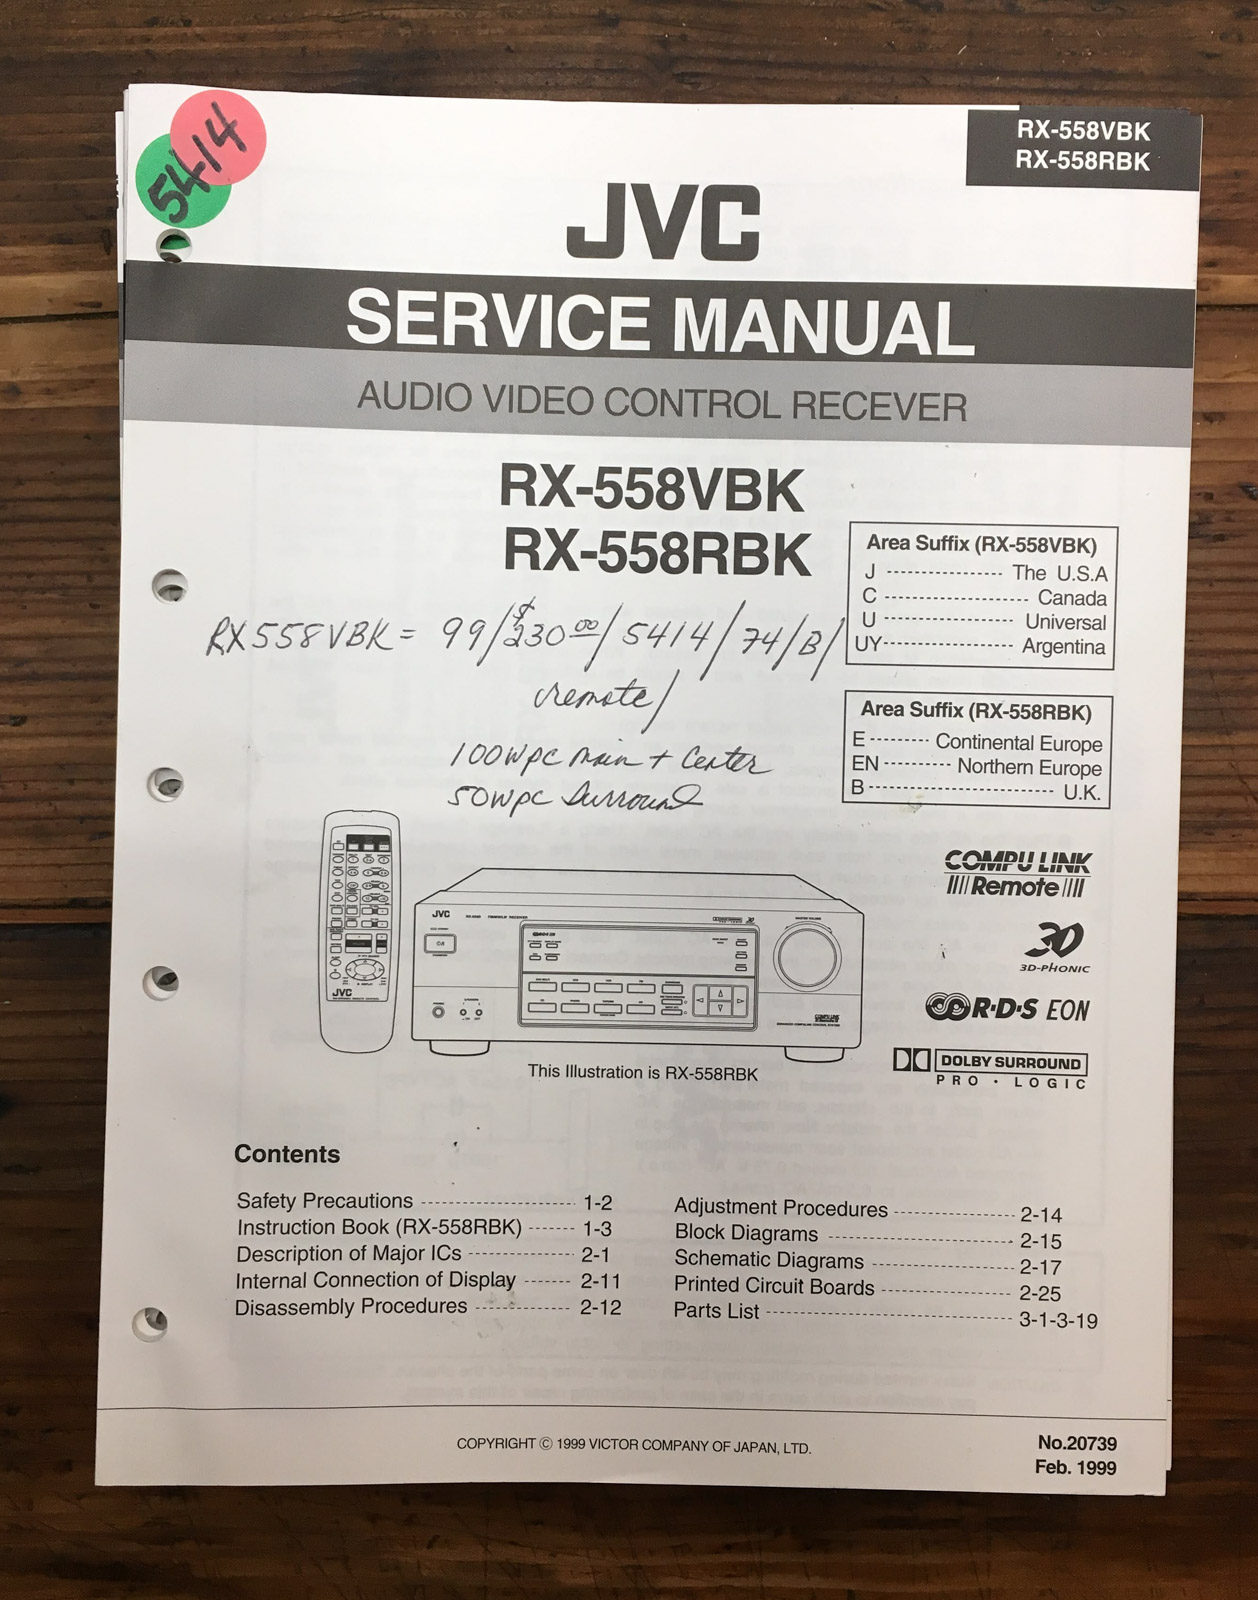 5414
RX-558VBK
RX-558RBK
JVC
SERVICE MANUAL
AUDIO VIDEO CONTROL RECEVER
RX-558VBK
RX-558RBK
Area Suffix (RX-558VBK)
J ---------------- The U.S.A
C -------------------- Canada
U ------------------ Universal
UY------------------ Argentina
RX558VBK = 99/$230 00/5414/74/B/
remote/
100WPC main + Center
50WPC Surround
Area Suffix (RX-558RBK)
E -------- Continental Europe
EN ---------- Northern Europe
B --------------------------- U.K.
COMPU LINK
Remote
3D
3D-PHONIC
R·D·S EON
DOLBY SURROUND
PRO · LOGIC
JVC
JVC
This Illustration is RX-558RBK
Contents
Safety Precautions ---------------------- 1-2
Instruction Book (RX-558RBK) ------- 1-3
Description of Major ICs --------------- 2-1
Internal Connection of Display ------- 2-11
Disassembly Procedures ----------------- 2-12
Adjustment Procedures ----------------- 2-14
Block Diagrams -------------------------- 2-15
Schematic Diagrams -------------------- 2-17
Printed Circuit Boards ------------------- 2-25
Parts List ----------------------------------- 3-1-3-19
COPYRIGHT © 1999 VICTOR COMPANY OF JAPAN, LTD.
No.20739
Feb. 1999